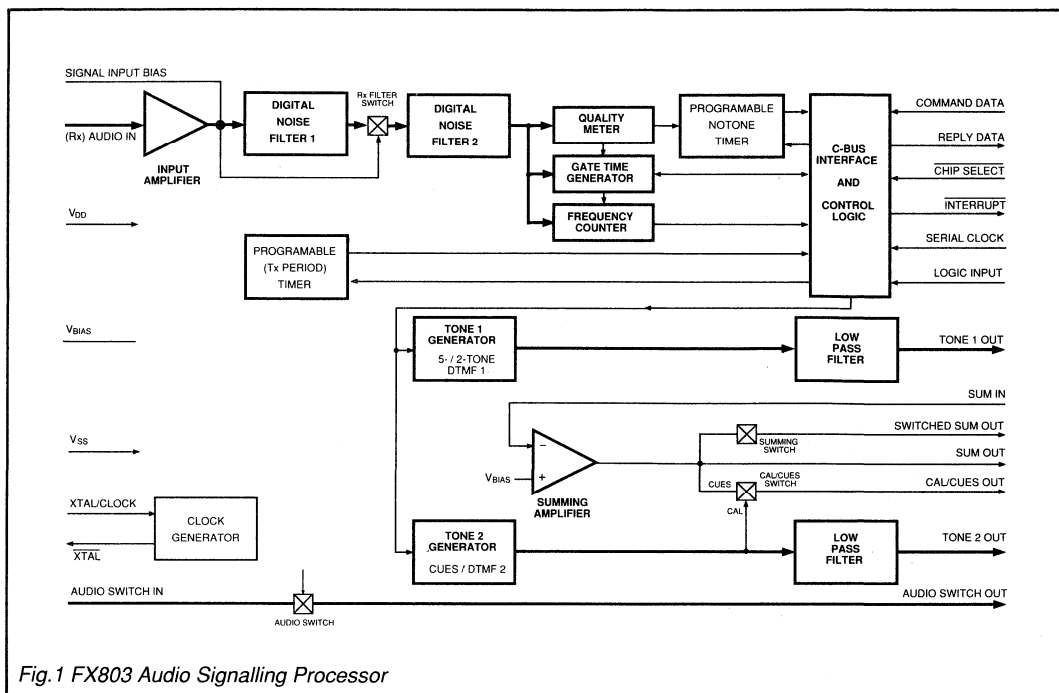 SIGNAL INPUT BIAS
(Rx) AUDIO IN
INPUT
AMPLIFIER
DIGITAL
NOISE
FILTER 1
Rx FILTER
SWITCH
DIGITAL
NOISE
FILTER 2
QUALITY
METER
GATE TIME
GENERATOR
FREQUENCY
COUNTER
PROGRAMABLE
NOTONE
TIMER
C-BUS
INTERFACE
AND
CONTROL
LOGIC
COMMAND DATA
REPLY DATA
CHIP SELECT
INTERRUPT
SERIAL CLOCK
LOGIC INPUT
VDD
PROGRAMABLE
(Tx PERIOD)
TIMER
VBIAS
TONE 1
GENERATOR
5- / 2-TONE
DTMF 1
LOW
PASS
FILTER
TONE 1 OUT
SUM IN
SWITCHED SUM OUT
SUMMING
SWITCH
SUM OUT
CAL/CUES
SWITCH
CUES
CAL/CUES OUT
CAL
VSS
−
+
VBIAS
SUMMING
AMPLIFIER
XTAL/CLOCK
XTAL
CLOCK
GENERATOR
TONE 2
GENERATOR
CUES / DTMF 2
LOW
PASS
FILTER
TONE 2 OUT
AUDIO SWITCH IN
AUDIO SWITCH
AUDIO SWITCH OUT
Fig.1 FX803 Audio Signalling Processor